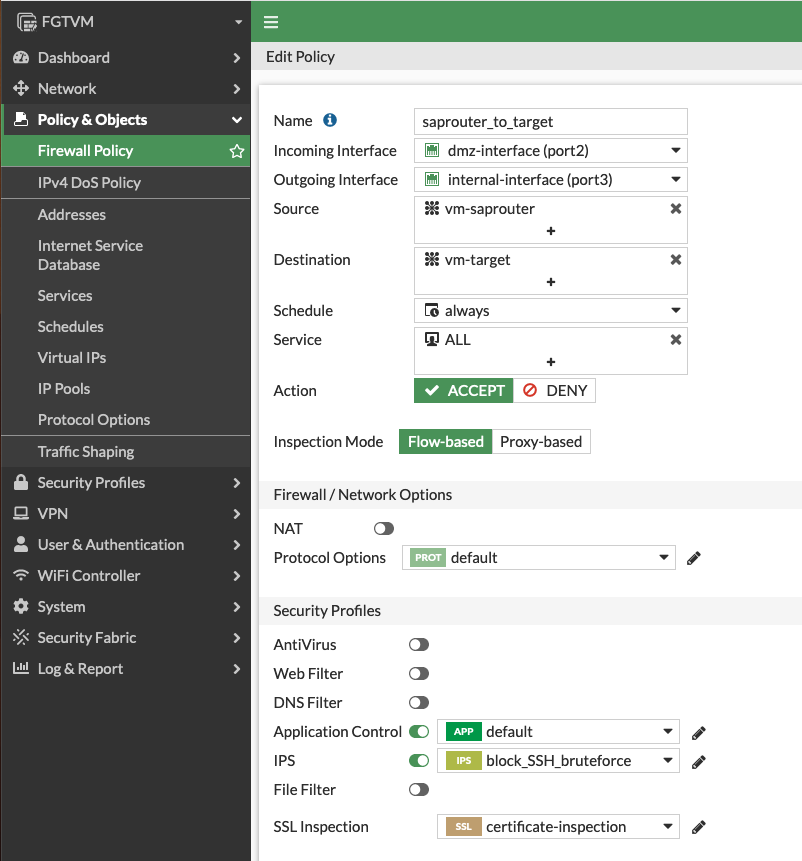 FGTVM
Dashboard
Network
Policy & Objects
Firewall Policy
IPv4 DoS Policy
Addresses
Internet Service
Database
Services
Schedules
Virtual IPs
IP Pools
Protocol Options
Traffic Shaping
Security Profiles
VPN
User & Authentication
WiFi Controller
System
Security Fabric
Log & Report
Edit Policy
Name saprouter_to_target
Incoming Interface dmz-interface (port2)
Outgoing Interface internal-interface (port3)
Source vm-saprouter
+
Destination vm-target
+
Schedule always
Service ALL
+
Action ACCEPT DENY
Inspection Mode Flow-based Proxy-based
Firewall / Network Options
NAT
Protocol Options PROT default
Security Profiles
AntiVirus
Web Filter
DNS Filter
Application Control APP default
IPS IPS block_SSH_bruteforce
File Filter
SSL Inspection SSL certificate-inspection